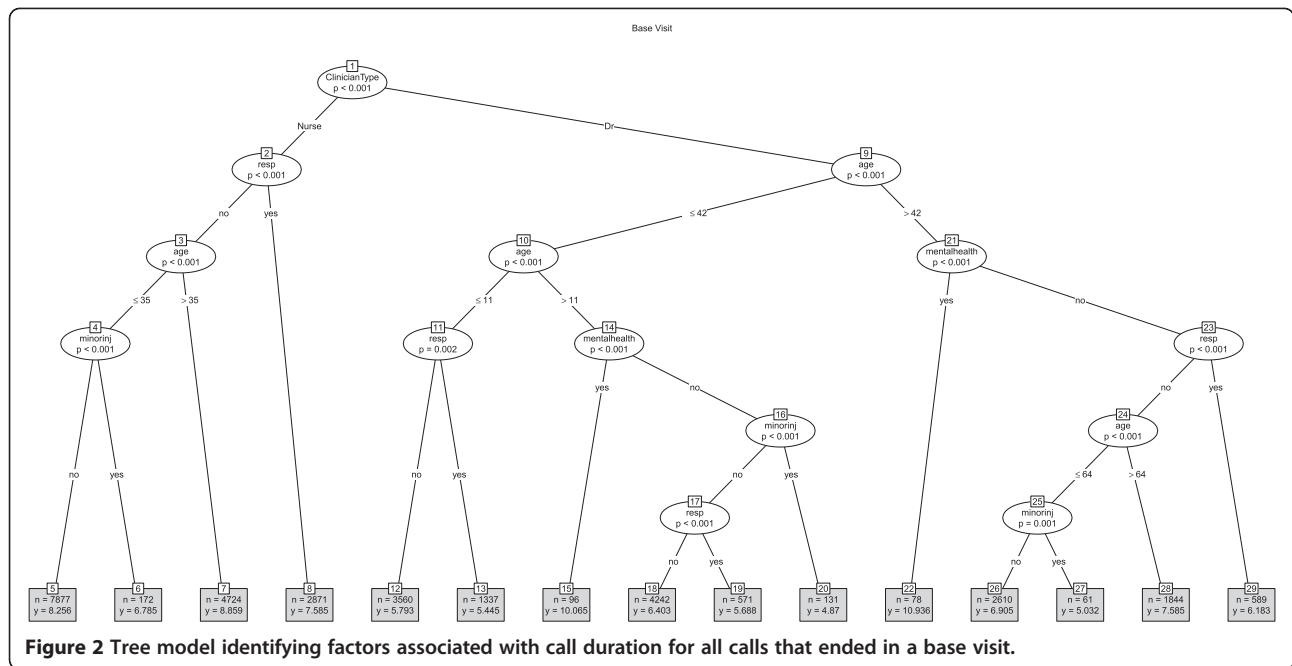 Base Visit
1
ClinicianType
p < 0.001
Nurse
Dr
2
resp
p < 0.001
9
age
p < 0.001
no
yes
≤ 42
> 42
3
age
p < 0.001
10
age
p < 0.001
21
mentalhealth
p < 0.001
≤ 35
> 35
≤ 11
> 11
yes
no
4
minorinj
p < 0.001
11
resp
p = 0.002
14
mentalhealth
p < 0.001
23
resp
p < 0.001
yes
no
no
yes
16
minorinj
p < 0.001
24
age
p < 0.001
no
yes
no
yes
no
yes
≤ 64
> 64
17
resp
p < 0.001
25
minorinj
p = 0.001
no
yes
no
yes
5
n = 7877
y = 8.256
6
n = 172
y = 6.785
7
n = 4724
y = 8.859
8
n = 2871
y = 7.585
12
n = 3560
y = 5.793
13
n = 1337
y = 5.445
15
n = 96
y = 10.065
18
n = 4242
y = 6.403
19
n = 571
y = 5.688
20
n = 131
y = 4.87
22
n = 78
y = 10.936
26
n = 2610
y = 6.905
27
n = 61
y = 5.032
28
n = 1844
y = 7.585
29
n = 589
y = 6.183
Figure 2 Tree model identifying factors associated with call duration for all calls that ended in a base visit.